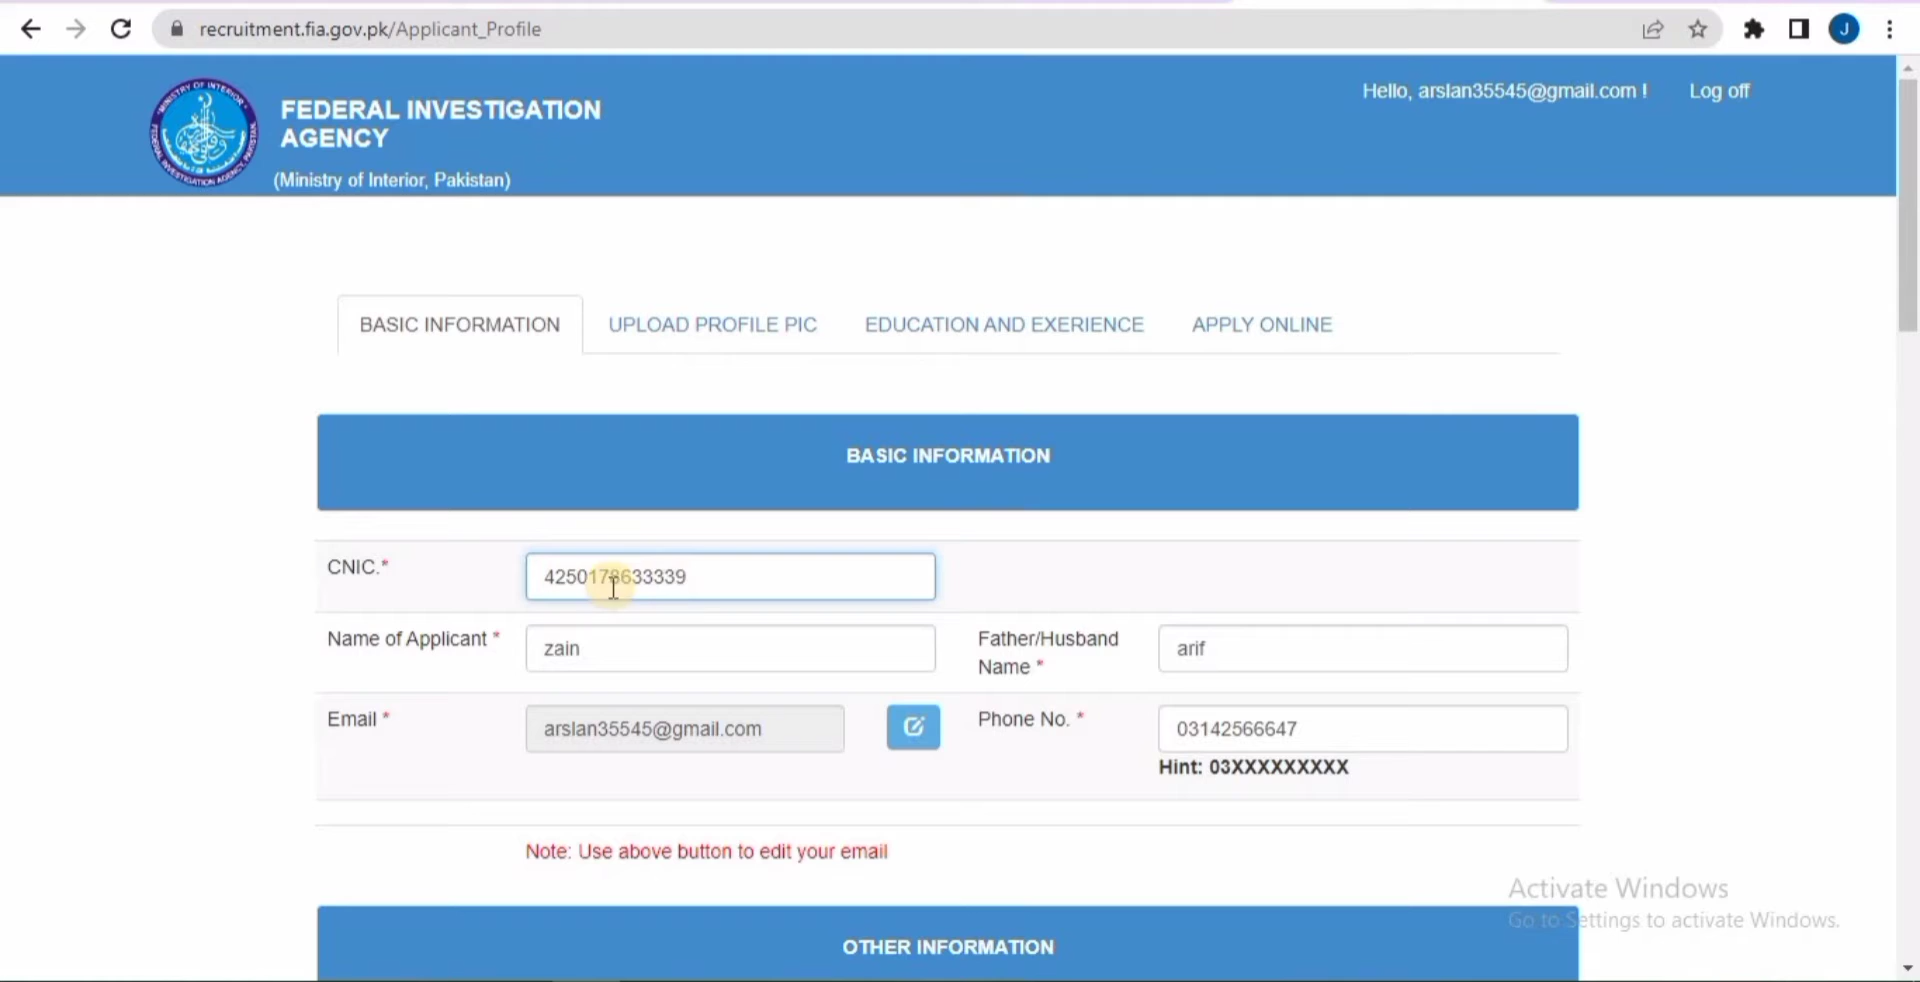 recruitment.fia.gov.pk/Applicant_Profile
J
FEDERAL INVESTIGATION
AGENCY
(Ministry of Interior, Pakistan)
Hello, arslan35545@gmail.com !
Log off
BASIC INFORMATION
UPLOAD PROFILE PIC
EDUCATION AND EXERIENCE
APPLY ONLINE
BASIC INFORMATION
CNIC.*
4250178633339
Name of Applicant *
zain
Father/Husband
Name *
arif
Email *
arslan35545@gmail.com
Phone No. *
03142566647
Hint: 03XXXXXXXXX
Note: Use above button to edit your email
Activate Windows
Go to Settings to activate Windows.
OTHER INFORMATION